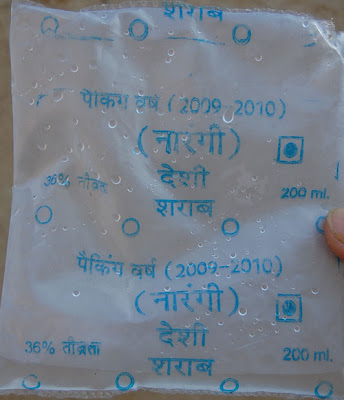 शराब
पैकिंग वर्ष (2009-2010)
(नारंगी)
36% तीव्रता देशी 200 ml.
शराब
पैकिंग वर्ष (2009-2010)
(नारंगी)
36% तीव्रता देशी 200 ml.
शराब